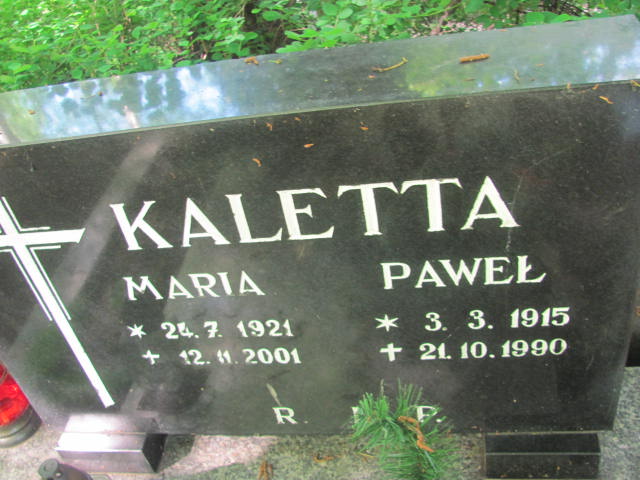 KALETTA
MARIA PAWEŁ
* 24.7.1921 * 3.3.1915
+ 12.11.2001 + 21.10.1990
R.